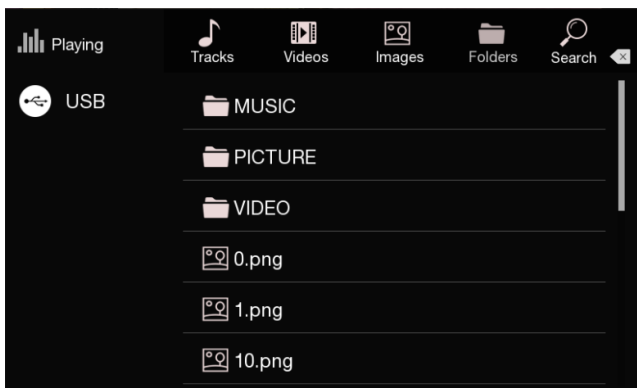 Playing
Tracks Videos Images Folders Search
USB
MUSIC
PICTURE
VIDEO
0.png
1.png
10.png